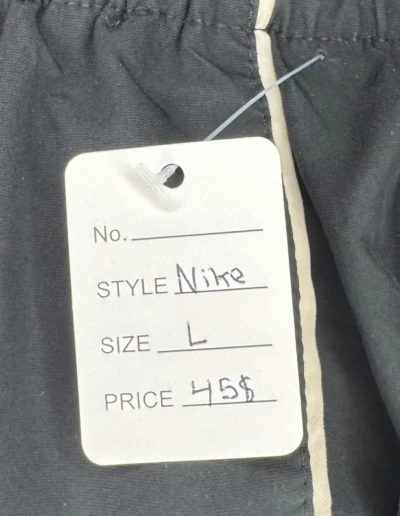 No.
STYLE Nike
SIZE L
PRICE 45$